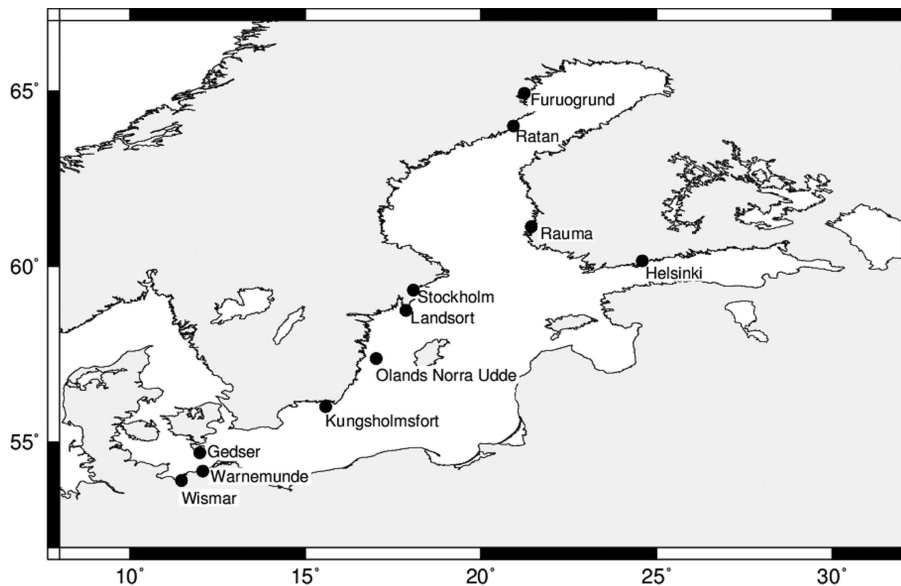 65°
60°
55°
Furuogrund
Ratan
Rauma
Helsinki
Stockholm
Landsort
Olands Norra Udde
Kungsholmsfort
Gedser
Warnemunde
Wismar
10°
15°
20°
25°
30°